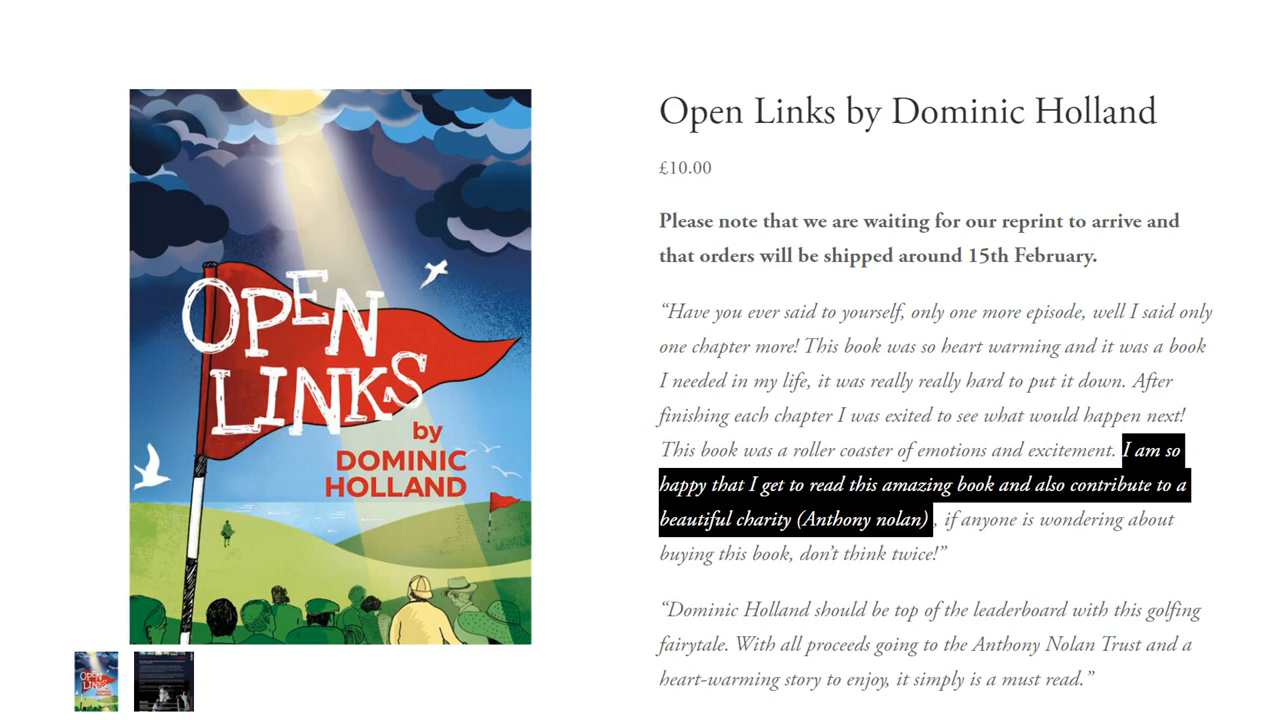 Open Links by Dominic Holland
£10.00
Please note that we are waiting for our reprint to arrive and
that orders will be shipped around 15th February.
“Have you ever said to yourself, only one more episode, well I said only
one chapter more! This book was so heart warming and it was a book
I needed in my life, it was really really hard to put it down. After
finishing each chapter I was exited to see what would happen next!
This book was a roller coaster of emotions and excitement. I am so
happy that I get to read this amazing book and also contribute to a
beautiful charity (Anthony nolan) , if anyone is wondering about
buying this book, don’t think twice!”
“Dominic Holland should be top of the leaderboard with this golfing
fairytale. With all proceeds going to the Anthony Nolan Trust and a
heart-warming story to enjoy, it simply is a must read.”
OPEN
LINKS
by
DOMINIC
HOLLAND
OPEN
LINKS